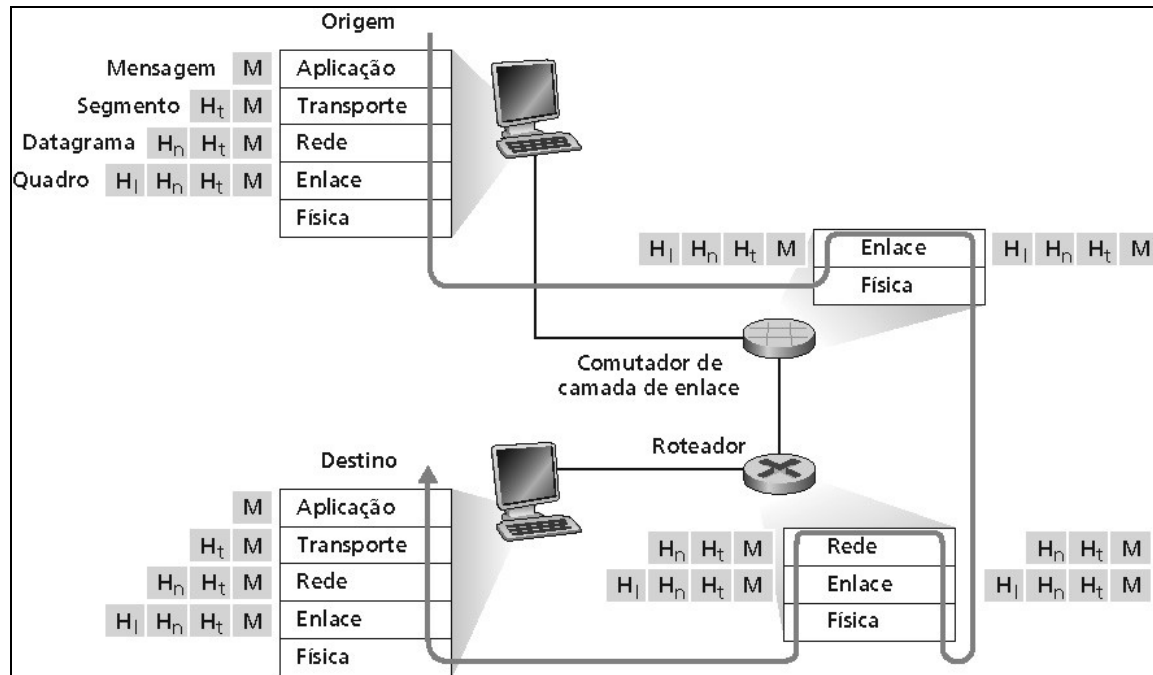 Origem
Mensagem M Aplicação
Segmento Ht M Transporte
Datagrama Hn Ht M Rede
Quadro Hl Hn Ht M Enlace
Física
Hl Hn Ht M Enlace Hl Hn Ht M
Física
Comutador de
camada de enlace
Roteador
Destino
M Aplicação
Ht M Transporte
Hn Ht M Rede
Hl Hn Ht M Enlace
Física
Hn Ht M Rede Hn Ht M
Hl Hn Ht M Enlace Hl Hn Ht M
Física